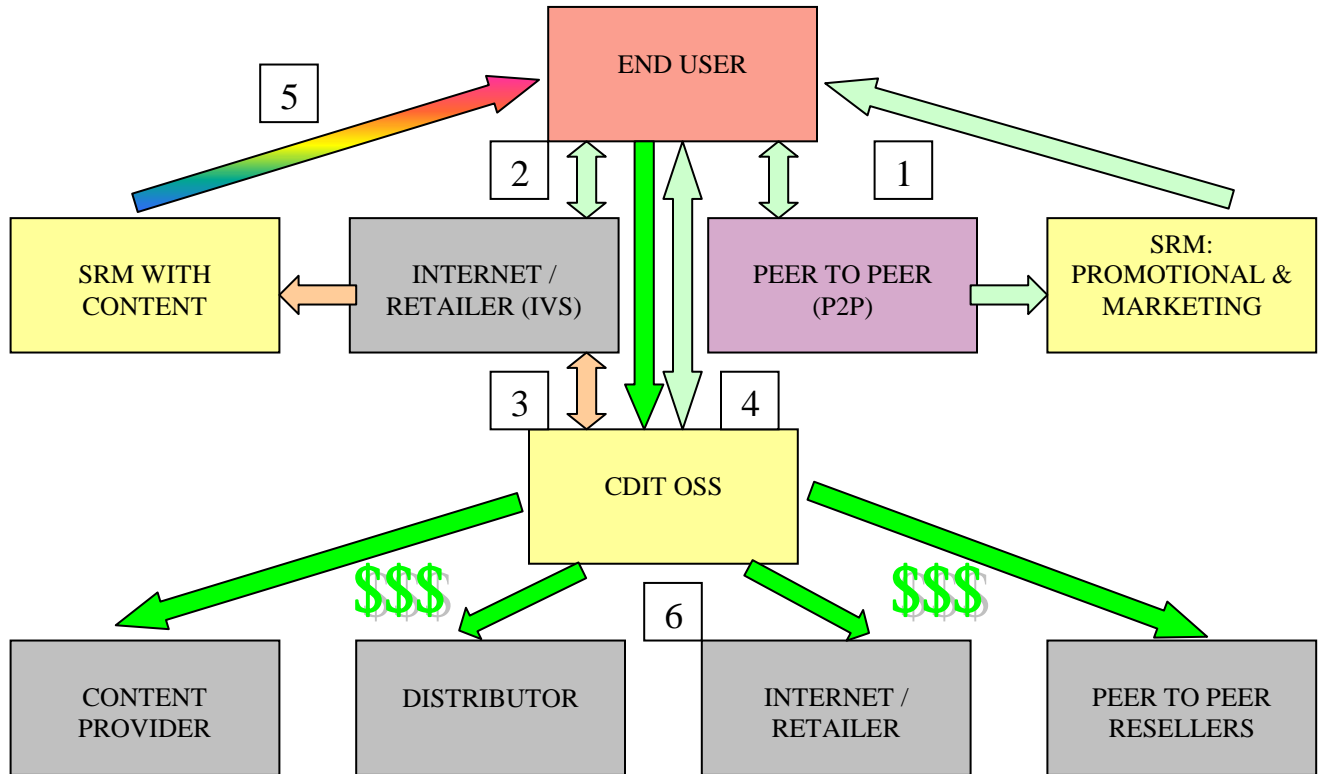 END USER
5
2
1
SRM WITH
CONTENT
INTERNET /
RETAILER (IVS)
PEER TO PEER
(P2P)
SRM:
PROMOTIONAL &
MARKETING
3
4
CDIT OSS
$$$
$$$
6
CONTENT
PROVIDER
DISTRIBUTOR
INTERNET /
RETAILER
PEER TO PEER
RESELLERS